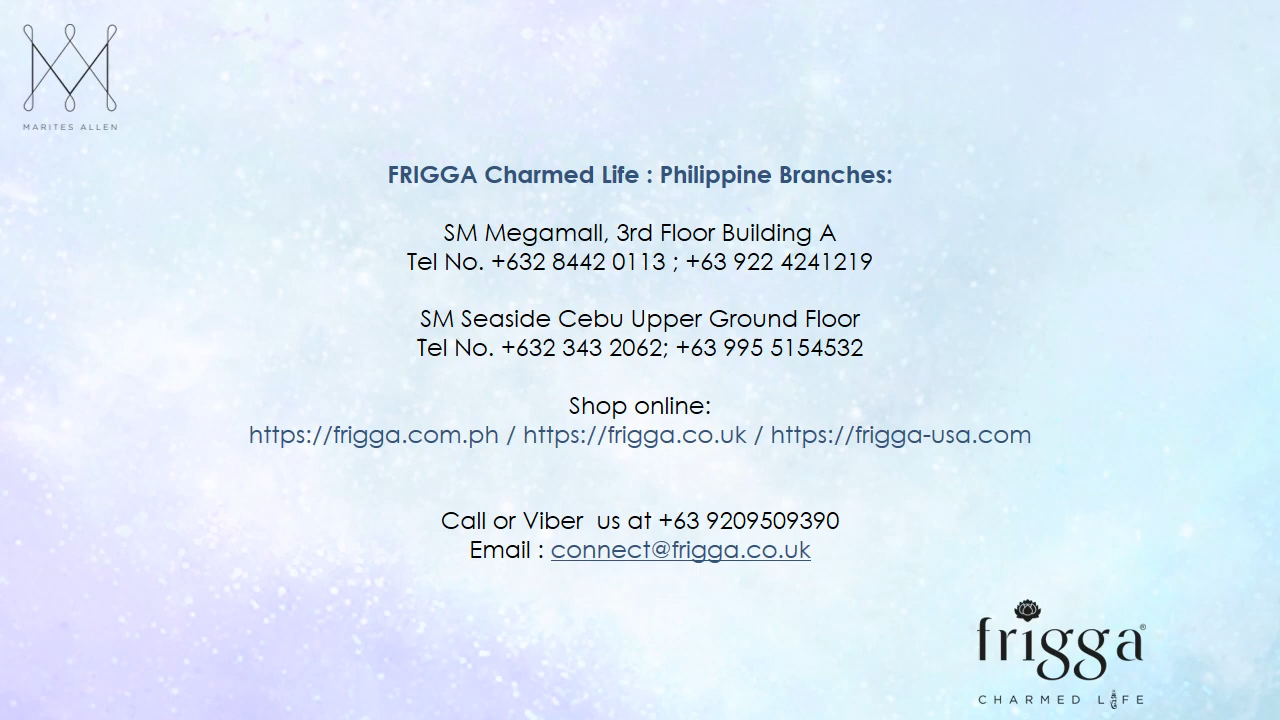 MARITES ALLEN
FRIGGA Charmed Life : Philippine Branches:
SM Megamall, 3rd Floor Building A
Tel No. +632 8442 0113 ; +63 922 4241219
SM Seaside Cebu Upper Ground Floor
Tel No. +632 343 2062; +63 995 5154532
Shop online:
https://frigga.com.ph / https://frigga.co.uk / https://frigga-usa.com
Call or Viber  us at +63 9209509390
Email : connect@frigga.co.uk
frigga®
CHARMED LIFE